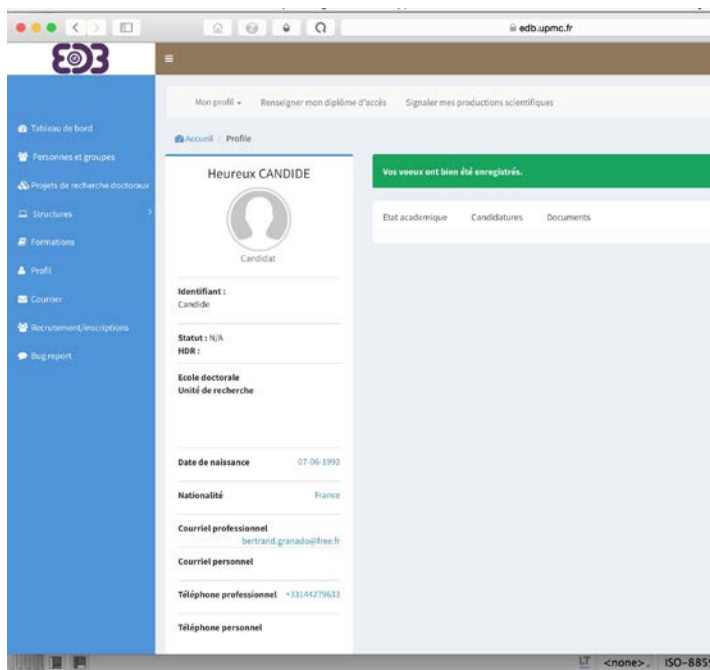 edb.upmc.fr
EDB
Mon profil Renseigner mon diplôme d'accès Signaler mes productions scientifiques
Accueil / Profile
Tableau de bord
Personnes et groupes
Projets de recherche doctoraux
Structures
Formations
Profil
Courrier
Recrutement/inscriptions
Bug report
Heureux CANDIDE
Candidat
Identifiant :
Candide
Statut : N/A
HDR :
Ecole doctorale
Unité de recherche
Date de naissance 07-06-1992
Nationalité France
Courriel professionnel
bertrand.granado@free.fr
Courriel personnel
Téléphone professionnel +33144279633
Téléphone personnel
Vos voeux ont bien été enregistrés.
Etat academique Candidatures Documents
LT <none> ISO-885